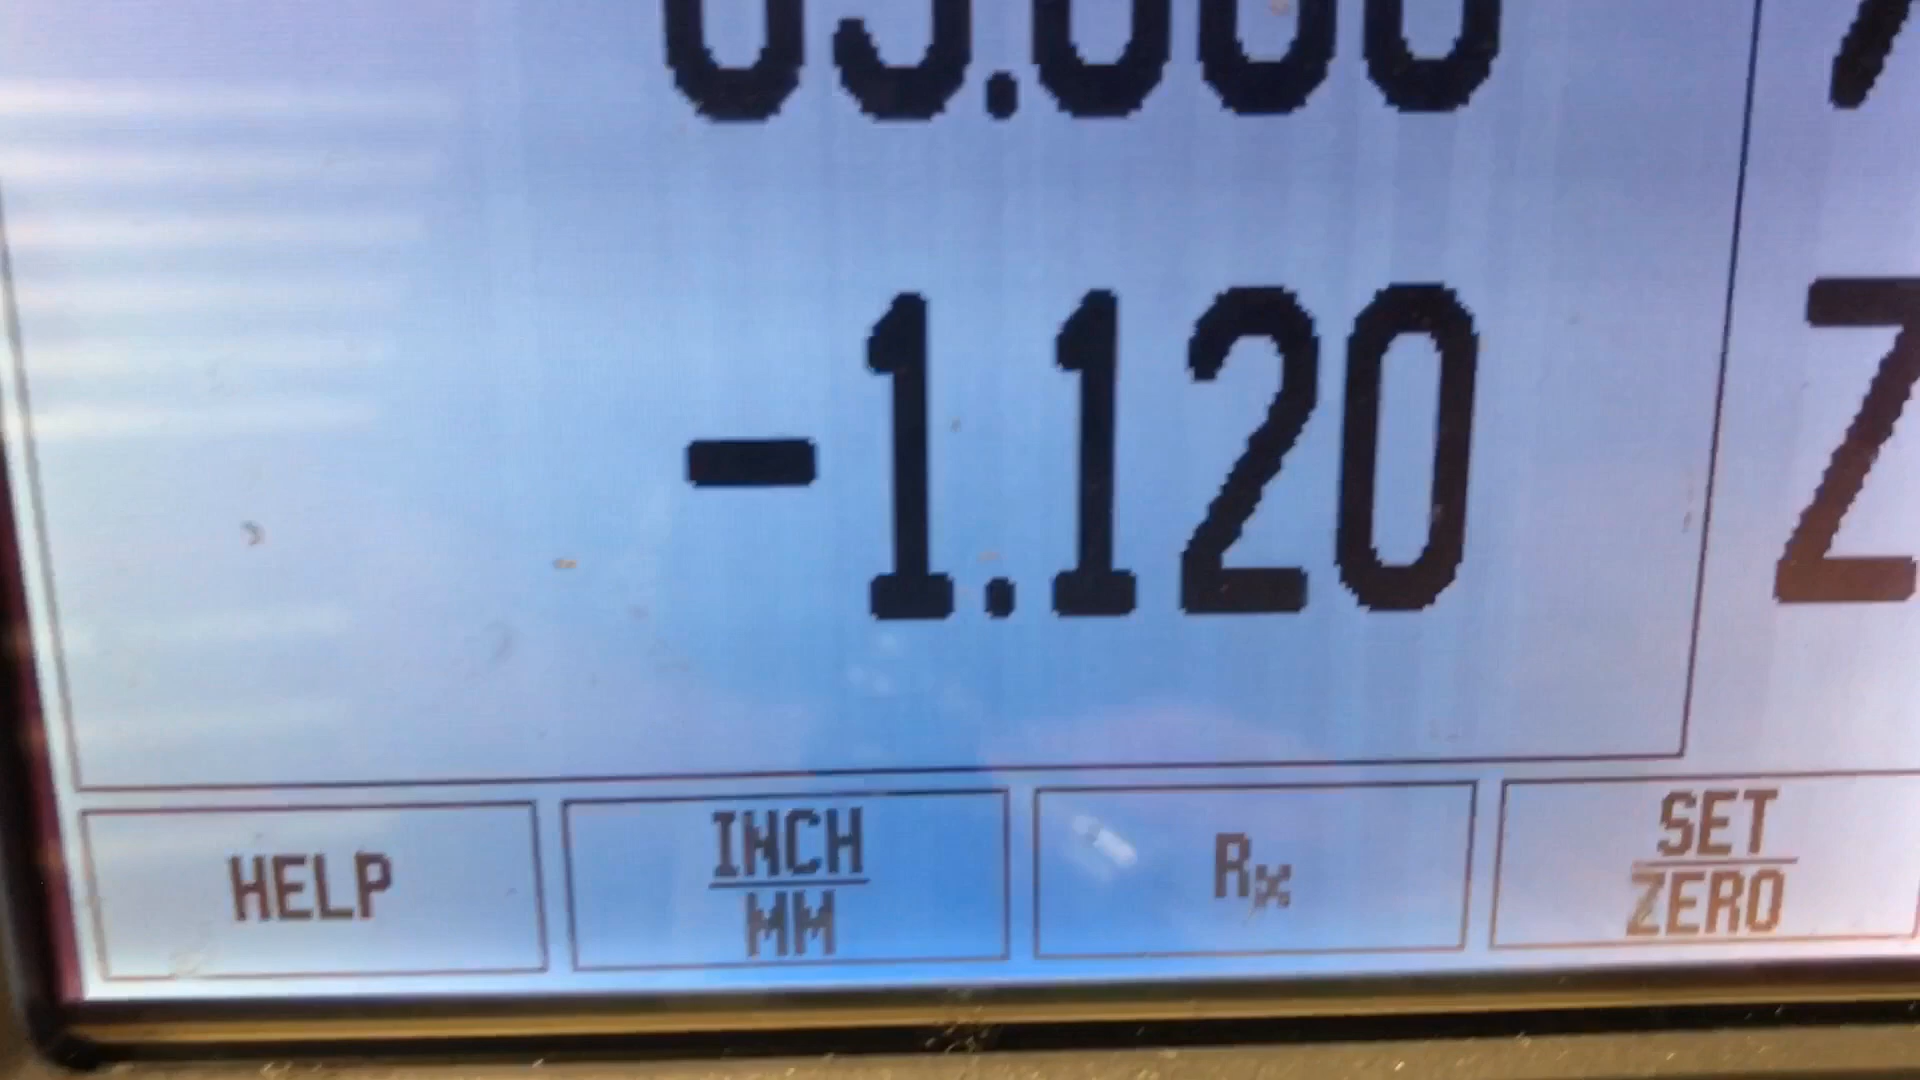 -1.120 Z
HELP
INCH
MM
Rx
SET
ZERO